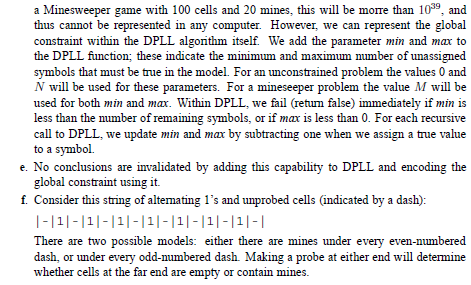 a Minesweeper game with 100 cells and 20 mines, this will be morre than 10³⁹, and
thus cannot be represented in any computer. However, we can represent the global
constraint within the DPLL algorithm itself. We add the parameter min and max to
the DPLL function; these indicate the minimum and maximum number of unassigned
symbols that must be true in the model. For an unconstrained problem the values 0 and
N will be used for these parameters. For a mineseeper problem the value M will be
used for both min and max. Within DPLL, we fail (return false) immediately if min is
less than the number of remaining symbols, or if max is less than 0. For each recursive
call to DPLL, we update min and max by subtracting one when we assign a true value
to a symbol.
e. No conclusions are invalidated by adding this capability to DPLL and encoding the
global constraint using it.
f. Consider this string of alternating 1's and unprobed cells (indicated by a dash):
|-|1|-|1|-|1|-|1|-|1|-|1|-|1|-|
There are two possible models: either there are mines under every even-numbered
dash, or under every odd-numbered dash. Making a probe at either end will determine
whether cells at the far end are empty or contain mines.